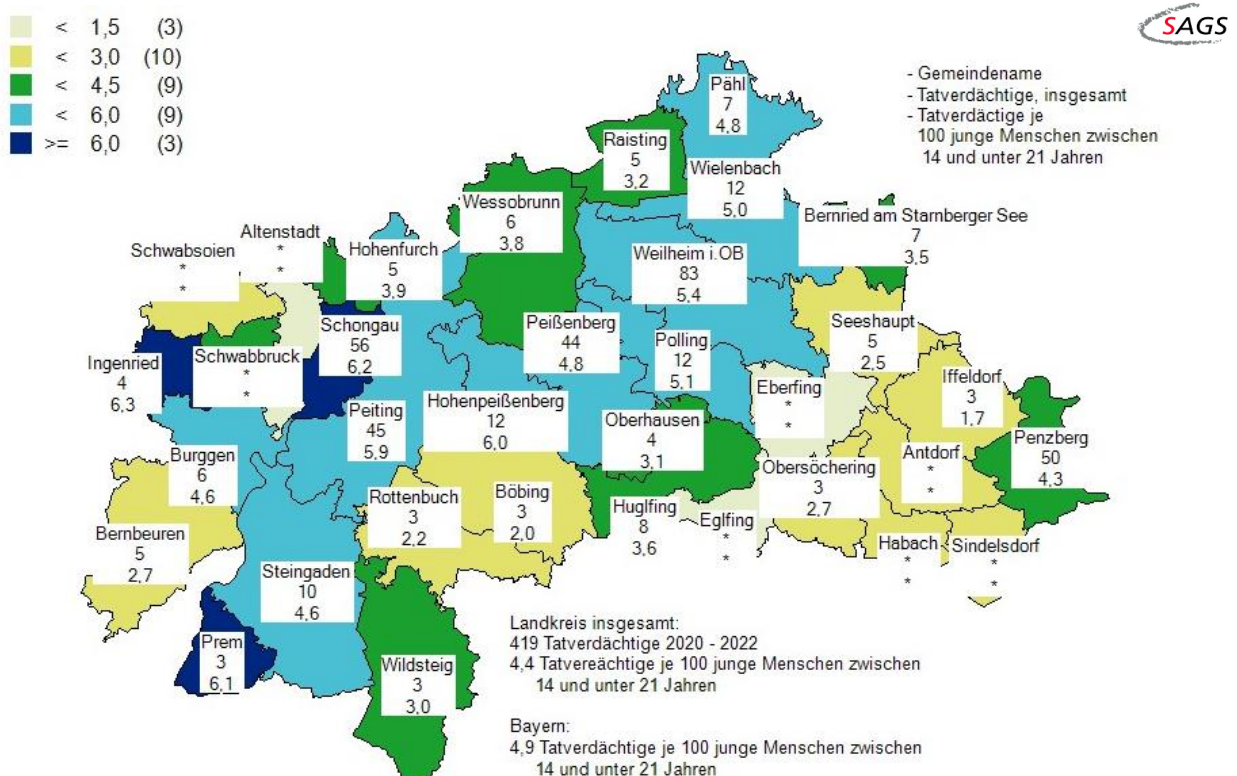 < 1,5 (3)
< 3,0 (10)
< 4,5 (9)
< 6,0 (9)
>= 6,0 (3)
SAGS
- Gemeindename
- Tatverdächtige, insgesamt
- Tatverdäctige je
100 junge Menschen zwischen
14 und unter 21 Jahren
Pähl
7
4,8
Raisting
5
3,2
Wielenbach
12
5,0
Wessobrunn
6
3,8
Bernried am Starnberger See
7
3,5
Altenstadt
*
*
Schwabsoien
*
*
Hohenfurch
5
3,9
Weilheim i.OB
83
5,4
Schongau
56
6,2
Peißenberg
44
4,8
Seeshaupt
5
2,5
Polling
12
5,1
Schwabbruck
*
*
Ingenried
4
6,3
Eberfing
*
*
Iffeldorf
3
1,7
Hohenpeißenberg
12
6,0
Peiting
45
5,9
Oberhausen
4
3,1
Penzberg
50
4,3
Antdorf
*
*
Burggen
6
4,6
Obersöchering
3
2,7
Rottenbuch
3
2,2
Böbing
3
2,0
Huglfing
8
3,6
Eglfing
*
*
Bernbeuren
5
2,7
Habach
*
*
Sindelsdorf
*
*
Steingaden
10
4,6
Prem
3
6,1
Wildsteig
3
3,0
Landkreis insgesamt:
419 Tatverdächtige 2020 - 2022
4,4 Tatvereächtige je 100 junge Menschen zwischen
14 und unter 21 Jahren
Bayern:
4,9 Tatverdächtige je 100 junge Menschen zwischen
14 und unter 21 Jahren